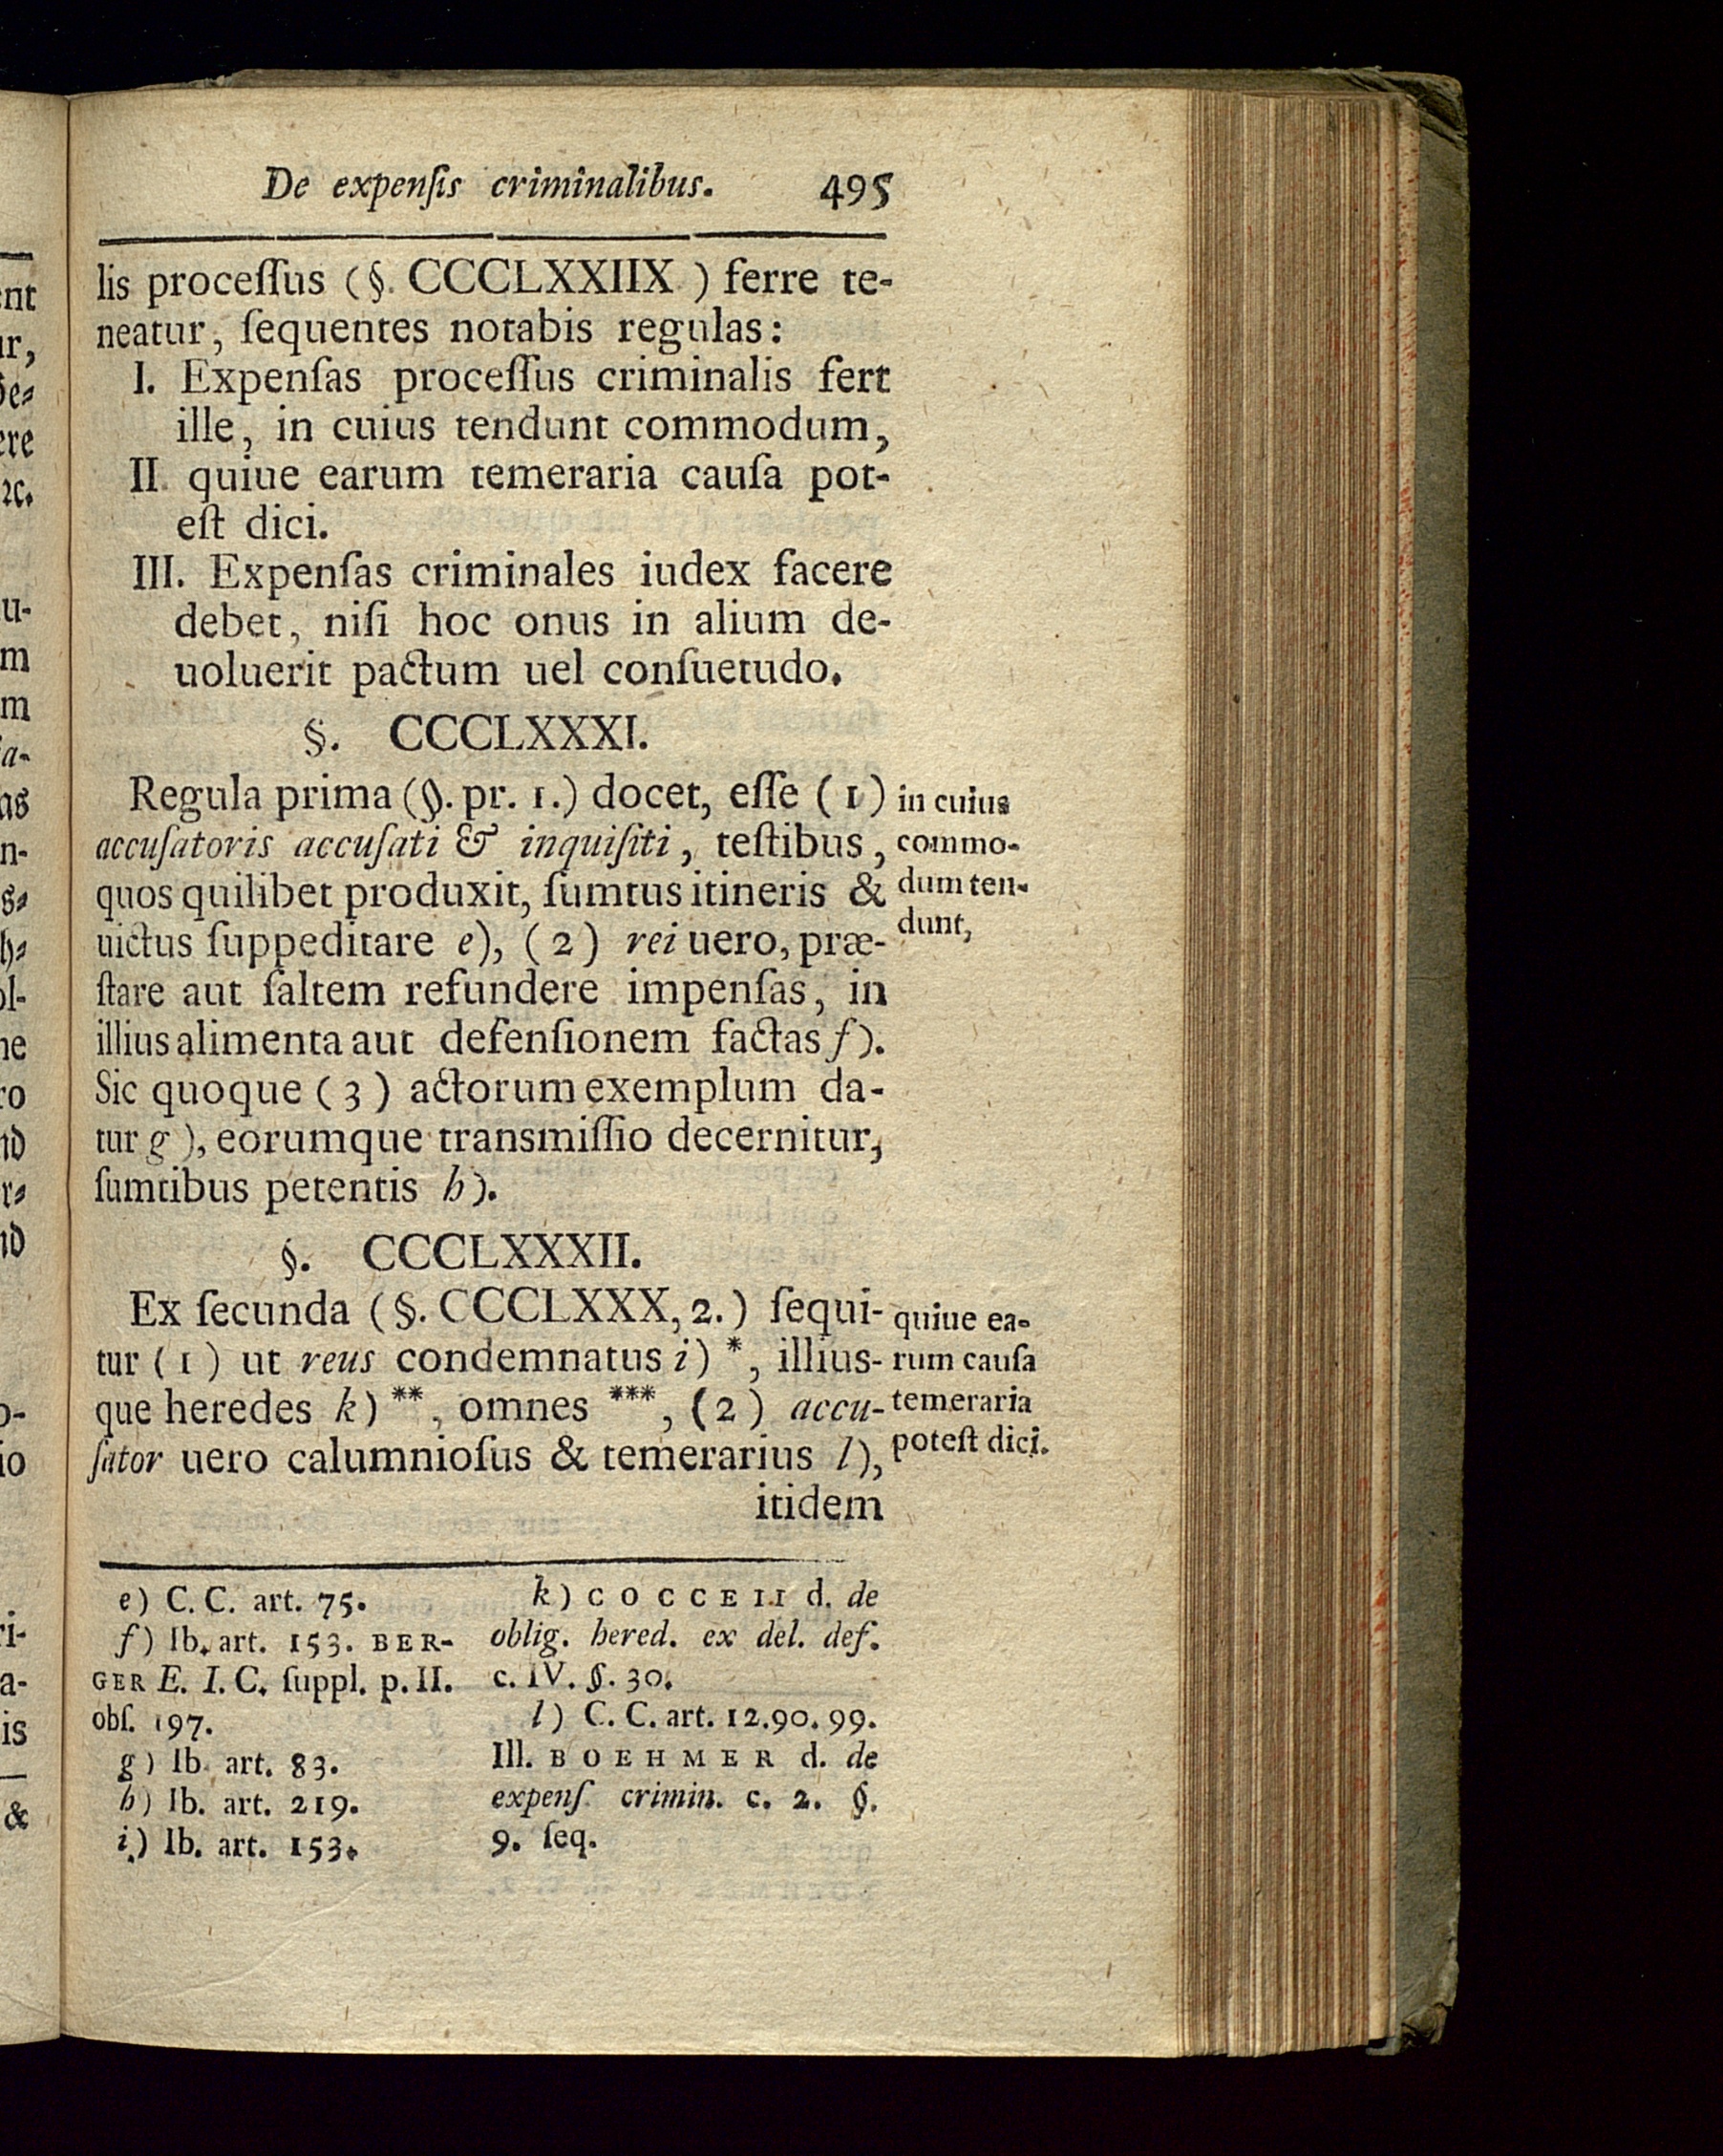 De expenſis criminalibus. 495
lis proceſſus (§. CCCLXXIIX ) ferre te-
neatur, ſequentes notabis regulas:
I. Expenſas proceſſus criminalis fert
ille, in cuius tendunt commodum,
II. quiue earum temeraria cauſa pot-
eſt dici.
III. Expenſas criminales iudex facere
debet, niſi hoc onus in alium de-
uoluerit pactum uel conſuetudo.
§. CCCLXXXI.
Regula prima (§. pr. 1.) docet, eſſe (1)
accuſatoris accuſati & inquiſiti, teſtibus,
quos quilibet produxit, ſumtus itineris &
uictus ſuppeditare e), (2) rei uero, præ-
ſtare aut ſaltem refundere impenſas, in
illius alimenta aut defenſionem factas f).
Sic quoque (3) actorum exemplum da-
tur g), eorumque transmiſſio decernitur,
ſumtibus petentis h).
in cuius
commo-
dum ten-
dunt,
§. CCCLXXXII.
Ex ſecunda (§. CCCLXXX, 2.) ſequi-
tur (1) ut reus condemnatus i) *, illius-
que heredes k) **, omnes ***, (2) accu-
ſator uero calumnioſus & temerarius l),
itidem
quiue ea-
rum cauſa
temeraria
poteſt dici.
e) C. C. art. 75.
f) Ib. art. 153. BER-
GER E. I. C. ſuppl. p. II.
obſ. 197.
g) Ib. art. 83.
h) Ib. art. 219.
i) Ib. art. 153.
k) COCCEII d. de
oblig. hered. ex del. def.
c. IV. §. 30.
l) C. C. art. 12. 90. 99.
Ill. BOEHMER d. de
expenſ. crimin. c. 2. §.
9. ſeq.